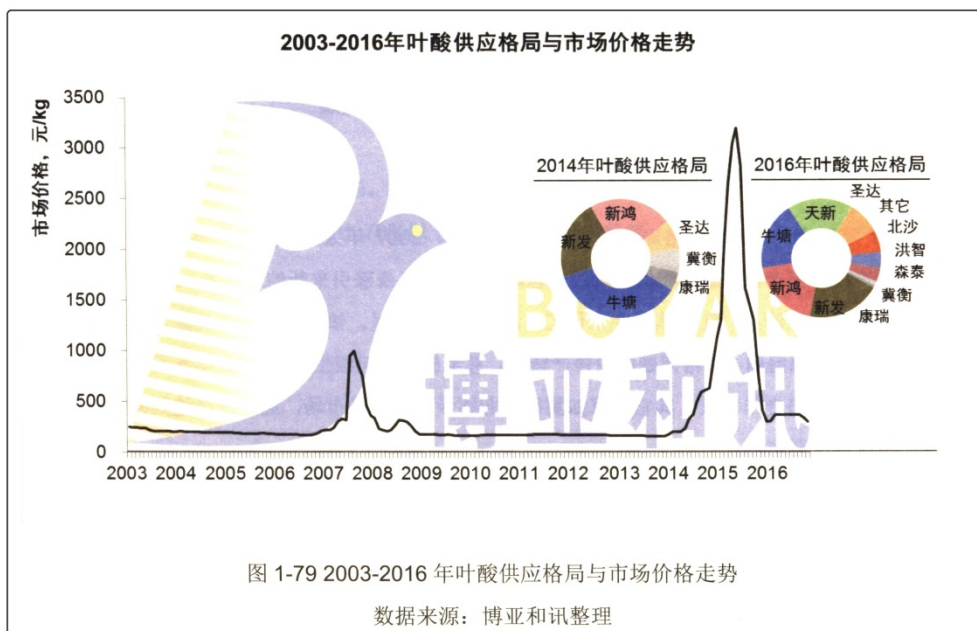 2003-2016年叶酸供应格局与市场价格走势
市场价格，元/kg
3500
3000
2500
2000
1500
1000
500
0
2003 2004 2005 2006 2007 2008 2009 2010 2011 2012 2013 2014 2015 2016
2014年叶酸供应格局
新鸿
圣达
冀衡
康瑞
牛塘
新发
2016年叶酸供应格局
天新
圣达
其它
北沙
洪智
森泰
冀衡
康瑞
新发
新鸿
牛塘
BOYAR
博亚和讯
图 1-79 2003-2016 年叶酸供应格局与市场价格走势
数据来源：博亚和讯整理